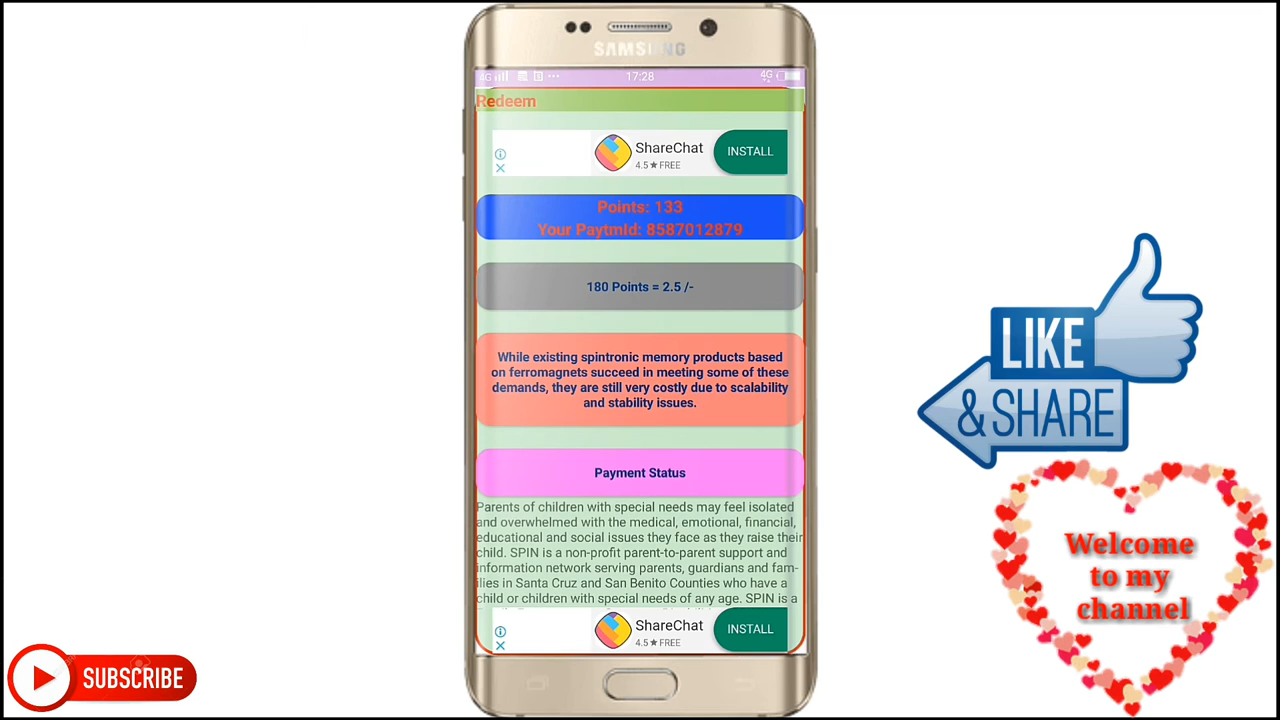 SAMSUNG
4G
17:28
4G
Redeem
ShareChat
4.5★FREE
INSTALL
Points: 133
Your PaytmId: 8587012879
180 Points = 2.5 /-
While existing spintronic memory products based
on ferromagnets succeed in meeting some of these
demands, they are still very costly due to scalability
and stability issues.
Payment Status
Parents of children with special needs may feel isolated
and overwhelmed with the medical, emotional, financial,
educational and social issues they face as they raise their
child. SPIN is a non-profit parent-to-parent support and
information network serving parents, guardians and fam-
ilies in Santa Cruz and San Benito Counties who have a
child or children with special needs of any age. SPIN is a
ShareChat
4.5★FREE
INSTALL
LIKE
& SHARE
Welcome
to my
channel
SUBSCRIBE